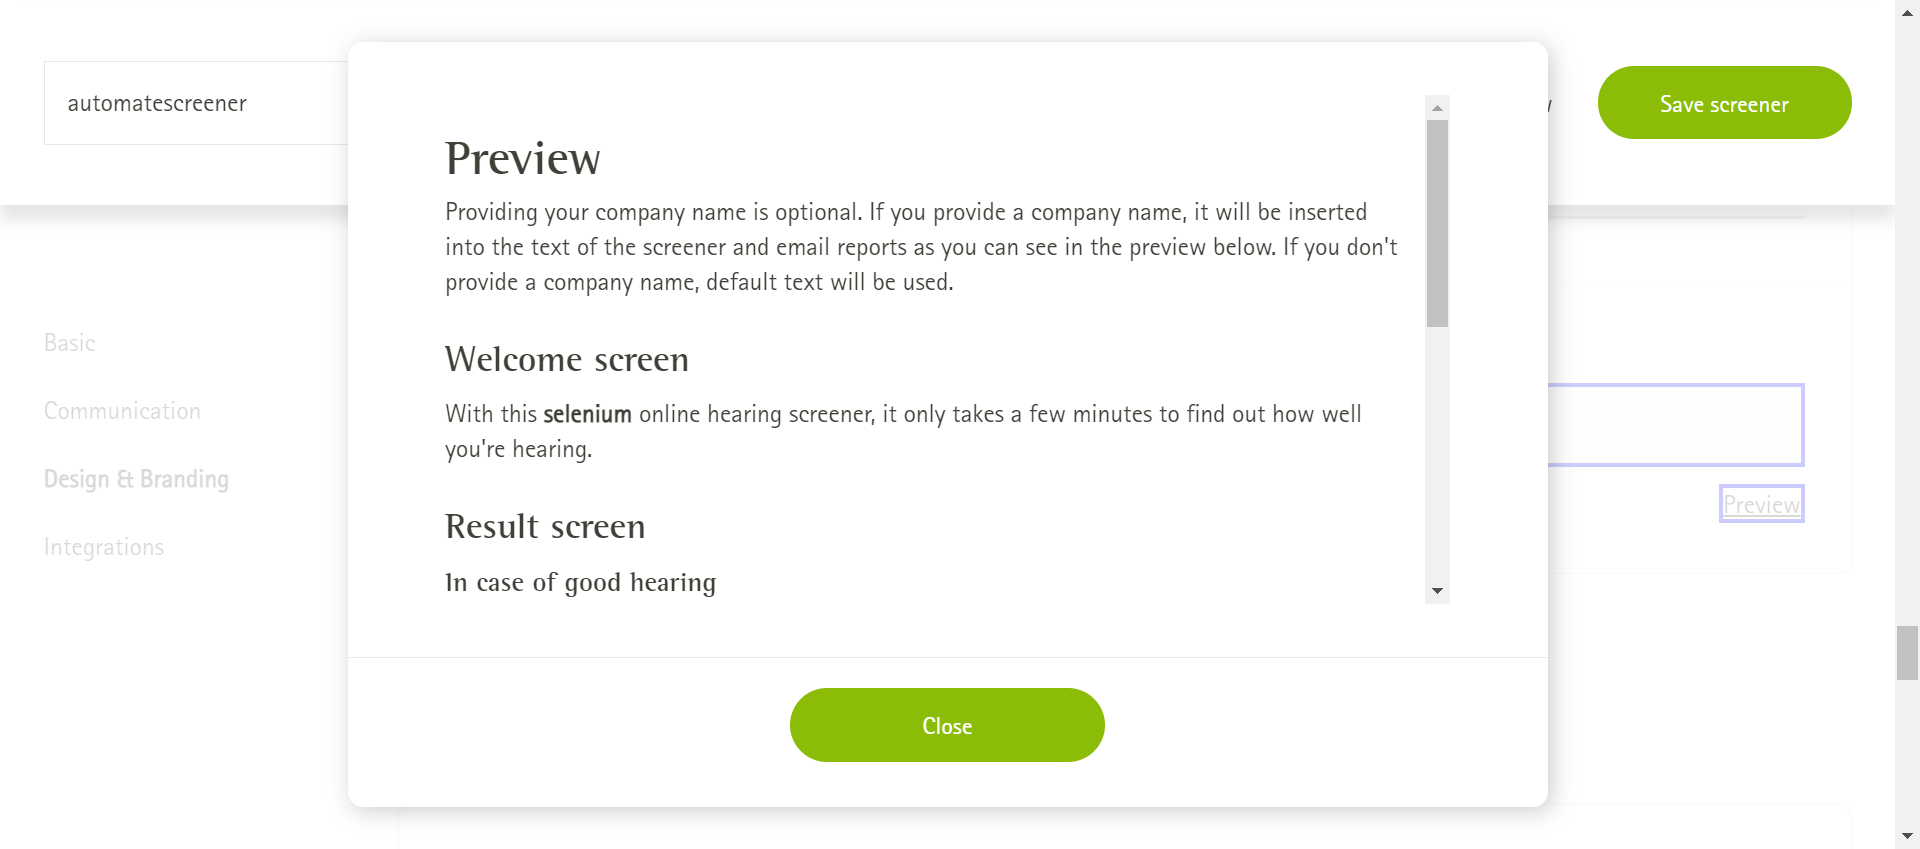 automatescreener
Save screener
Preview
Providing your company name is optional. If you provide a company name, it will be inserted
into the text of the screener and email reports as you can see in the preview below. If you don't
provide a company name, default text will be used.
Welcome screen
With this selenium online hearing screener, it only takes a few minutes to find out how well
you're hearing.
Result screen
In case of good hearing
Close
Basic
Communication
Design & Branding
Integrations
Preview